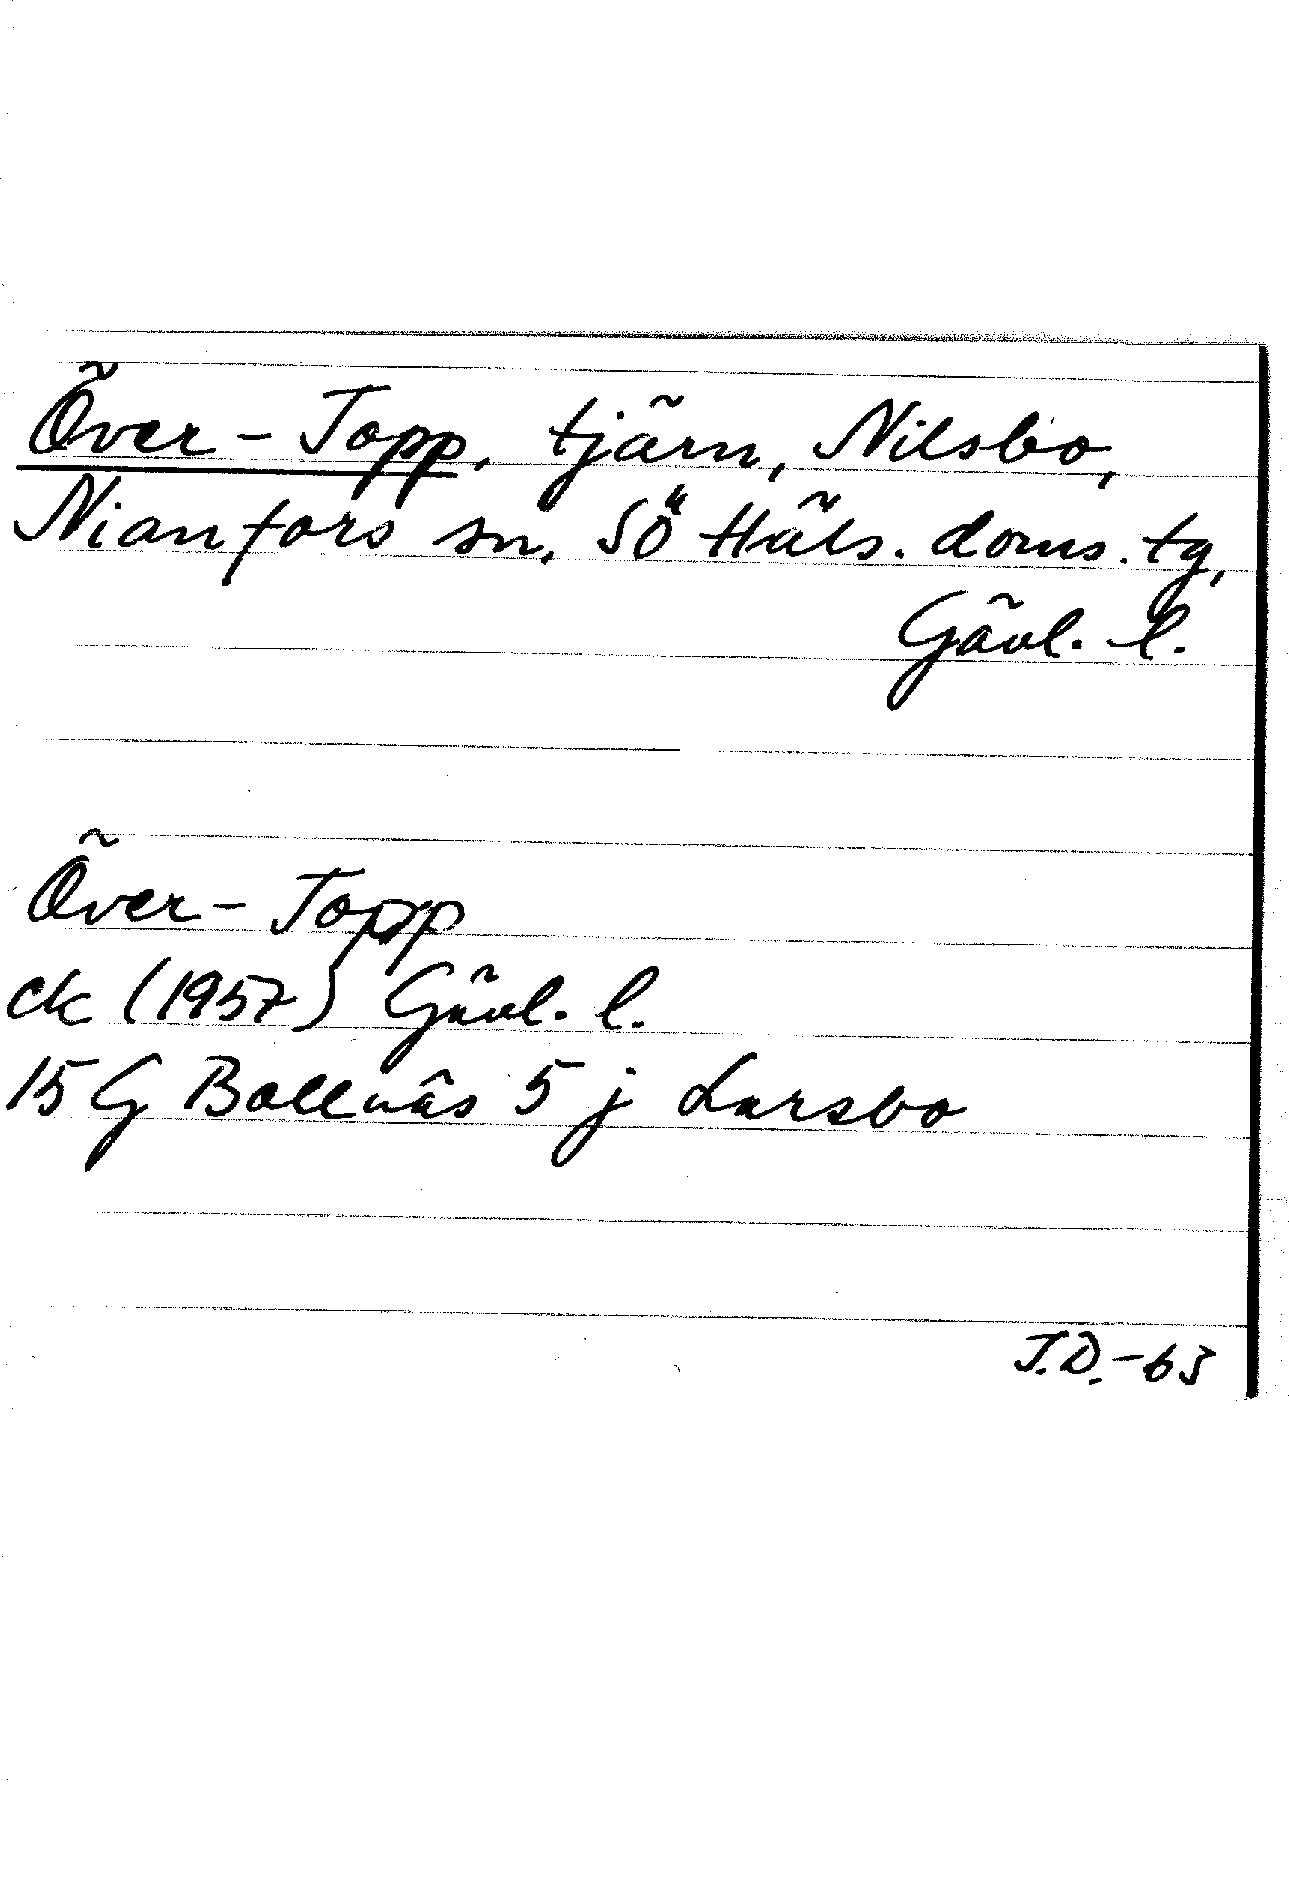 Över-Topp, tjärn, Nilsbo,
Nianfors sn, SÖ Häls. doms. tg,
Gävl. l.
Över-Topp
ek (1957) Gävl. l.
15 G Bollnäs 5 j Larsbo
J.D.-63